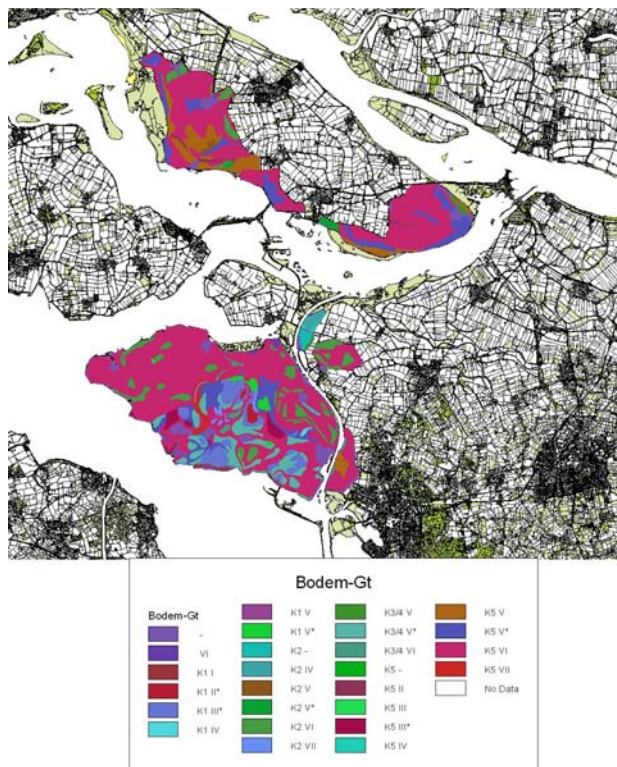 Bodem-Gt
Bodem-Gt
-
VI
K1 I
K1 II*
K1 III*
K1 IV
K1 V
K1 V*
K2 -
K2 IV
K2 V
K2 V*
K2 VI
K2 VII
K3/4 V
K3/4 V*
K3/4 VI
K5 -
K5 II
K5 III
K5 III*
K5 IV
K5 V
K5 V*
K5 VI
K5 VII
No Data